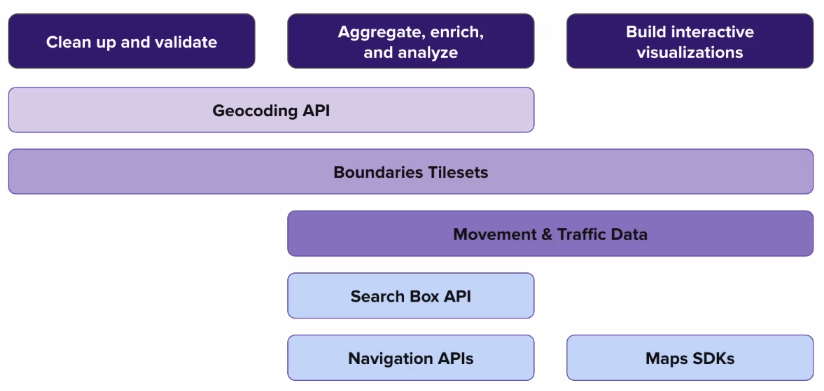 Clean up and validate
Aggregate, enrich,
and analyze
Build interactive
visualizations
Geocoding API
Boundaries Tilesets
Movement & Traffic Data
Search Box API
Navigation APIs
Maps SDKs